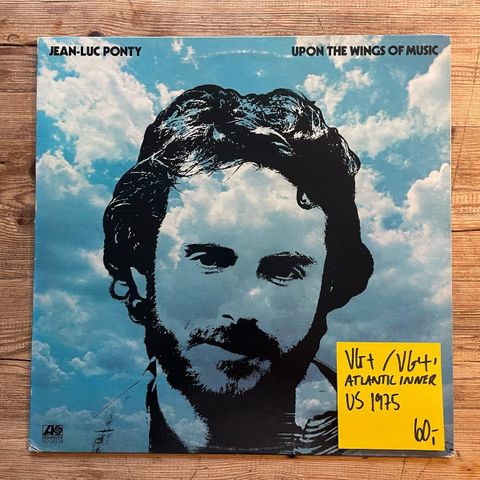 JEAN-LUC PONTY
UPON THE WINGS OF MUSIC
VG+ / VG+'
ATLANTIC INNER
US 1975
60,-